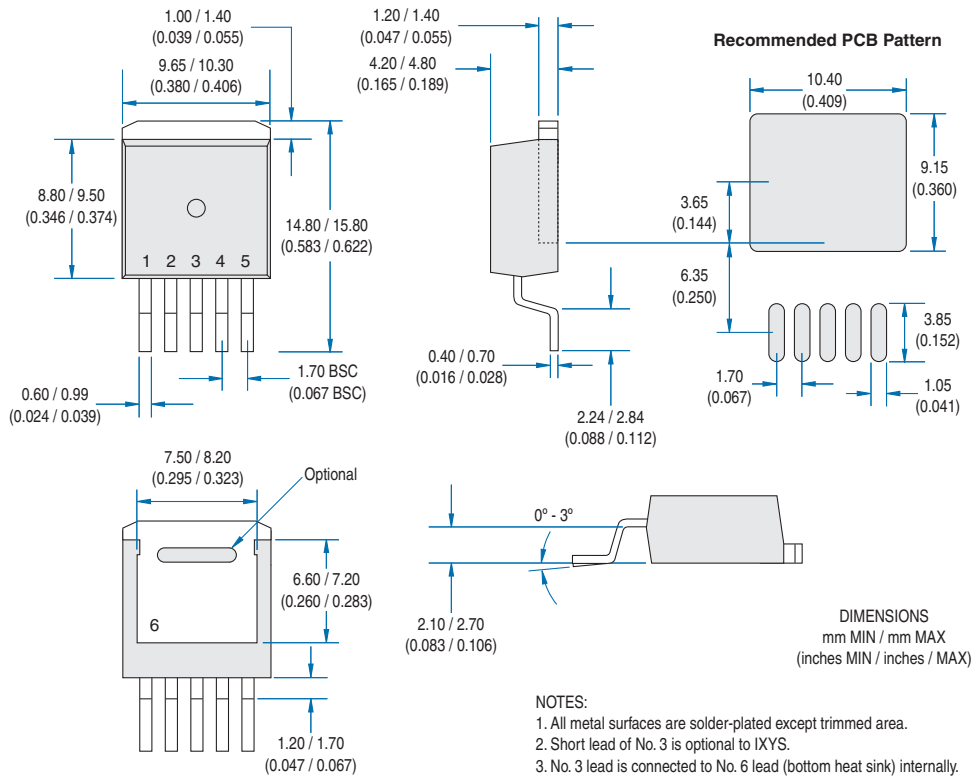 1.00 / 1.40
(0.039 / 0.055)
9.65 / 10.30
(0.380 / 0.406)
8.80 / 9.50
(0.346 / 0.374)
14.80 / 15.80
(0.583 / 0.622)
1 2 3 4 5
1.70 BSC
(0.067 BSC)
0.60 / 0.99
(0.024 / 0.039)
1.20 / 1.40
(0.047 / 0.055)
4.20 / 4.80
(0.165 / 0.189)
0.40 / 0.70
(0.016 / 0.028)
2.24 / 2.84
(0.088 / 0.112)
Recommended PCB Pattern
10.40
(0.409)
9.15
(0.360)
3.65
(0.144)
6.35
(0.250)
3.85
(0.152)
1.70
(0.067)
1.05
(0.041)
7.50 / 8.20
(0.295 / 0.323)
Optional
6.60 / 7.20
(0.260 / 0.283)
6
1.20 / 1.70
(0.047 / 0.067)
0º - 3º
2.10 / 2.70
(0.083 / 0.106)
DIMENSIONS
mm MIN / mm MAX
(inches MIN / inches / MAX)
NOTES:
1. All metal surfaces are solder-plated except trimmed area.
2. Short lead of No. 3 is optional to IXYS.
3. No. 3 lead is connected to No. 6 lead (bottom heat sink) internally.